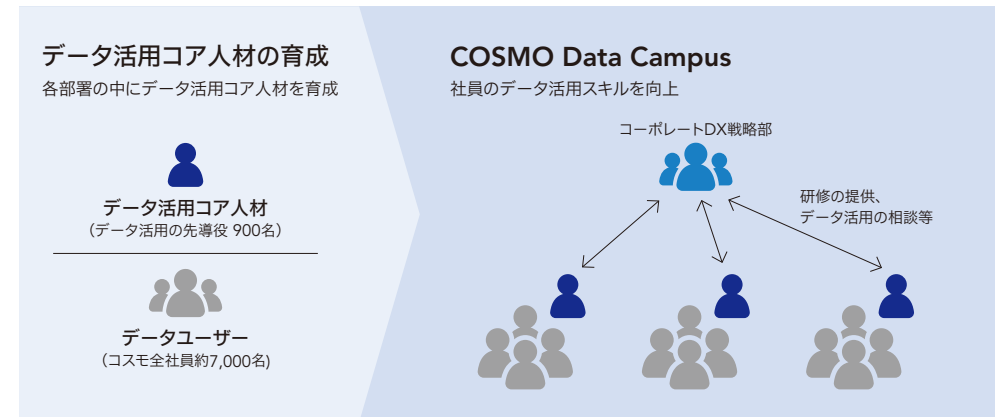 データ活用コア人材の育成
各部署の中にデータ活用コア人材を育成
データ活用コア人材
（データ活用の先導役 900名）
データユーザー
（コスモ全社員約7,000名）
COSMO Data Campus
社員のデータ活用スキルを向上
コーポレートDX戦略部
研修の提供、
データ活用の相談等